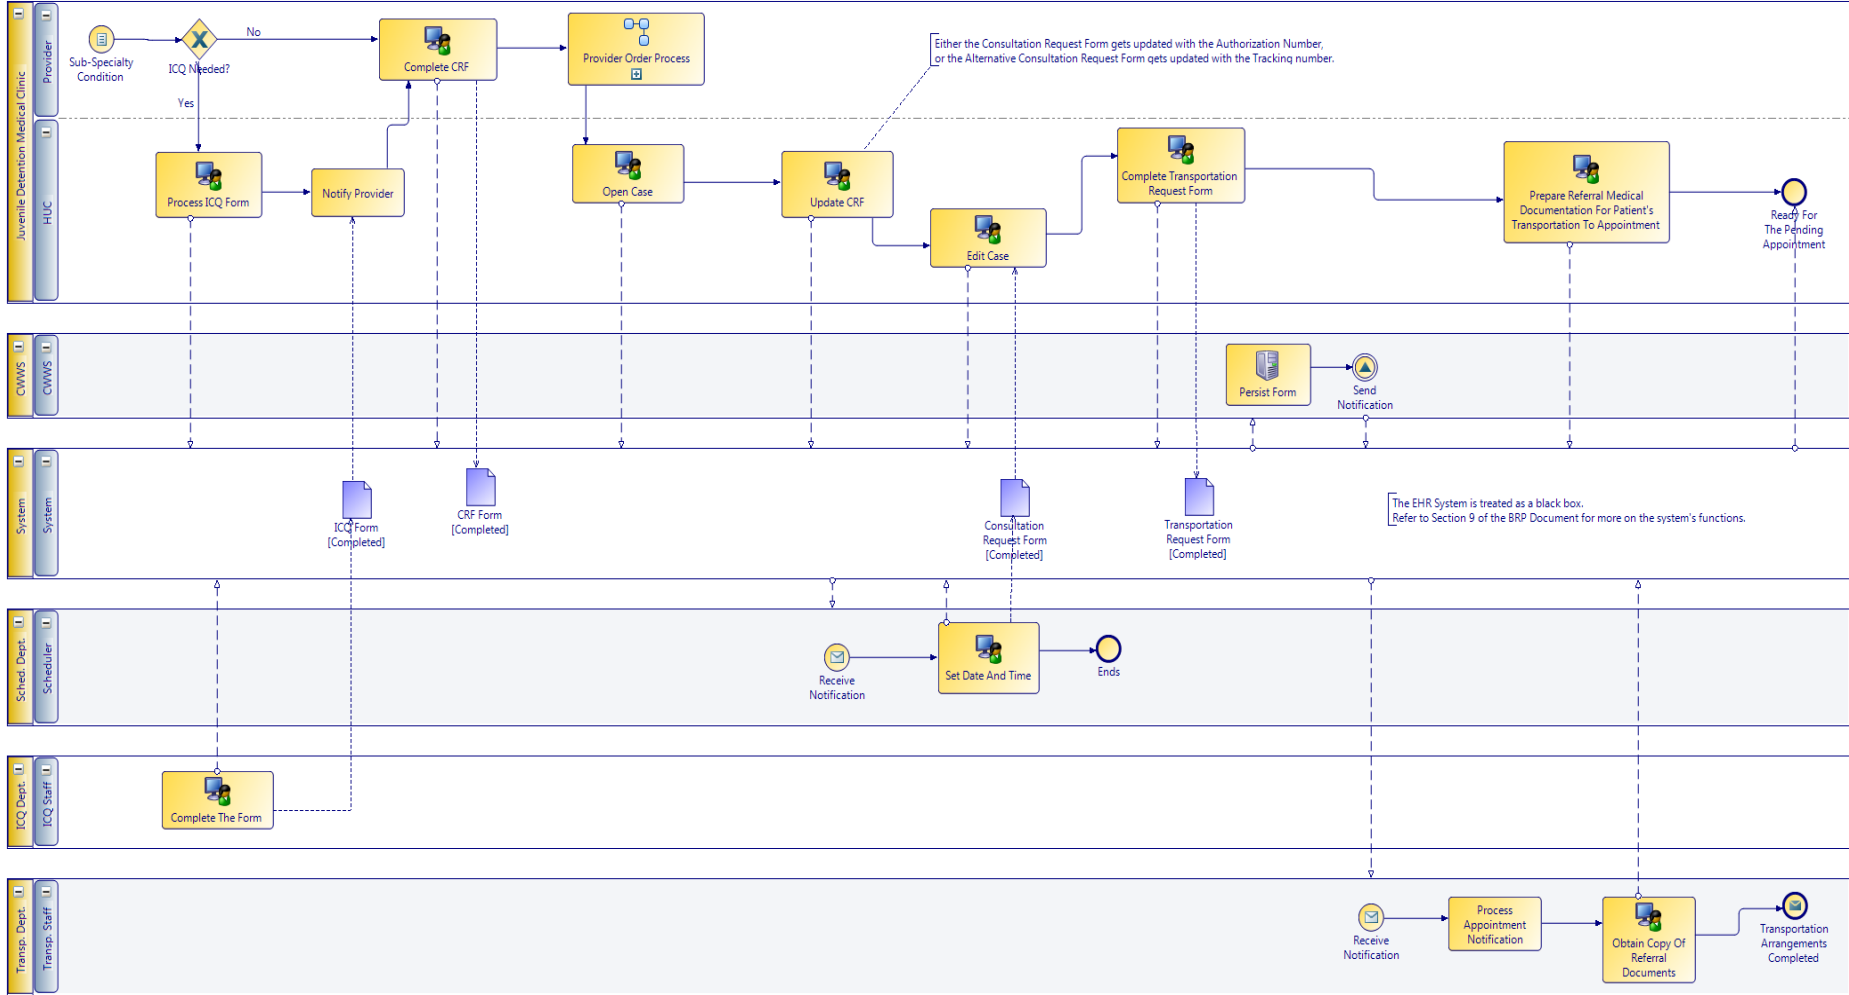 Juvenile Detention Medical Clinic
Provider
Sub-Specialty
Condition
ICQ Needed?
No
Yes
Complete CRF
Provider Order Process
Either the Consultation Request Form gets updated with the Authorization Number,
or the Alternative Consultation Request Form gets updated with the Tracking number.
HUC
Process ICQ Form
Notify Provider
Open Case
Update CRF
Edit Case
Complete Transportation
Request Form
Prepare Referral Medical
Documentation For Patient's
Transportation To Appointment
Ready For
The Pending
Appointment
CWWS
CWWS
Persist Form
Send
Notification
System
System
ICQ Form
[Completed]
CRF Form
[Completed]
Consultation
Request Form
[Completed]
Transportation
Request Form
[Completed]
The EHR System is treated as a black box.
Refer to Section 9 of the BRP Document for more on the system's functions.
Sched. Dept.
Scheduler
Receive
Notification
Set Date And Time
Ends
ICQ Dept.
ICQ Staff
Complete The Form
Transp. Dept.
Transp. Staff
Receive
Notification
Process
Appointment
Notification
Obtain Copy Of
Referral
Documents
Transportation
Arrangements
Completed